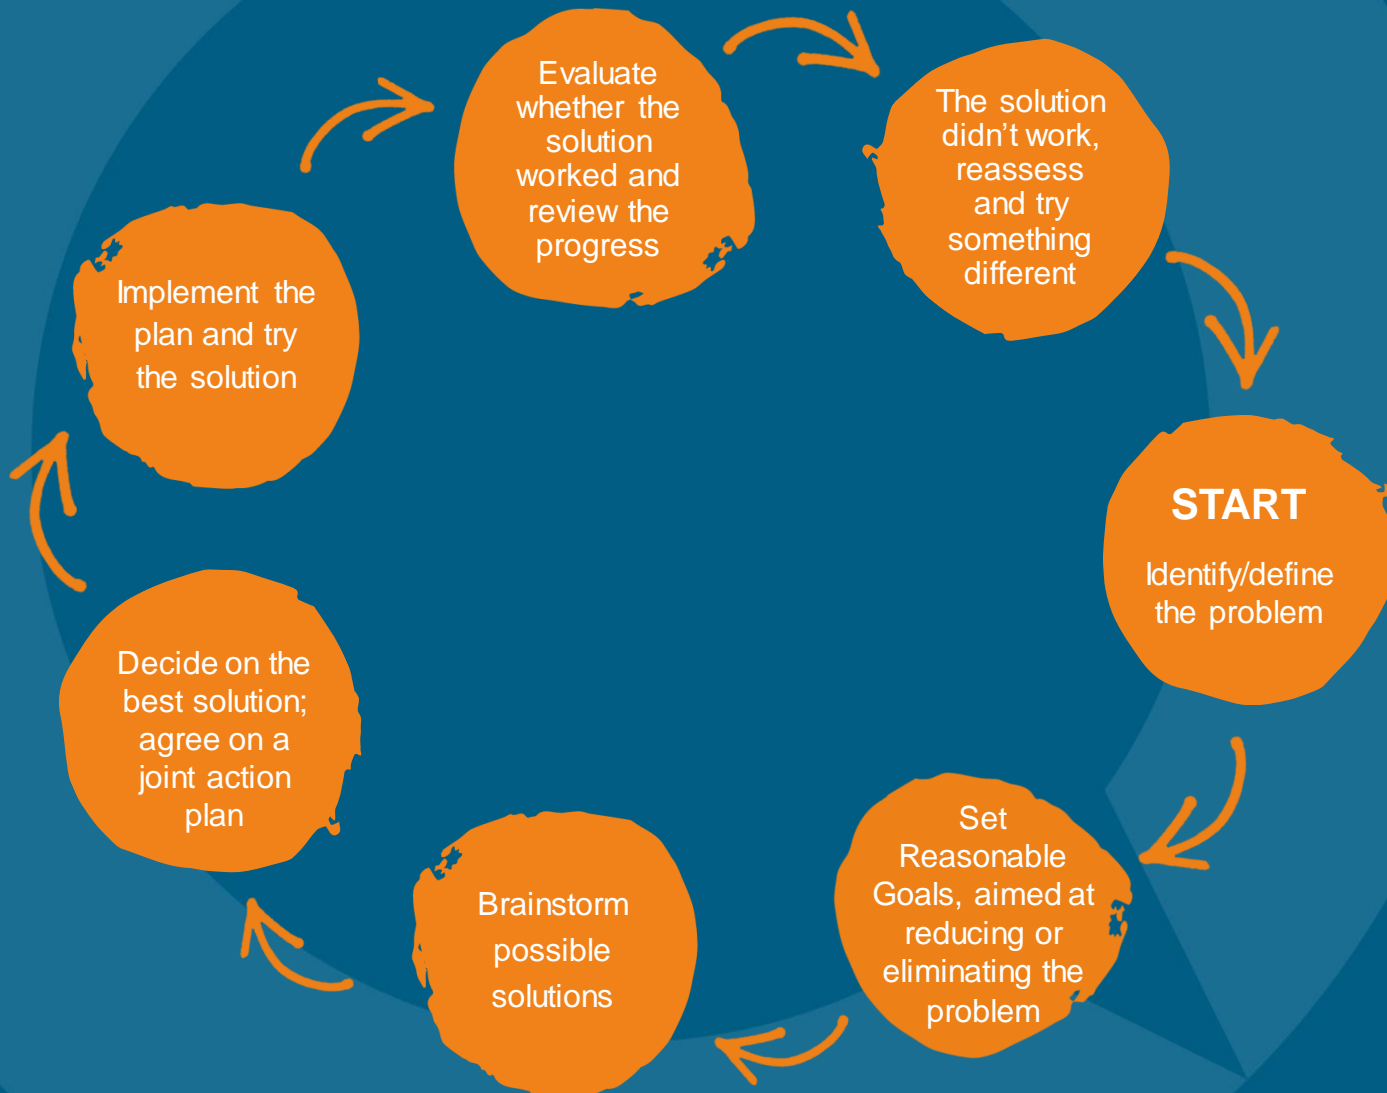 START
Identify/define
the problem
Set
Reasonable
Goals, aimed at
reducing or
eliminating the
problem
Brainstorm
possible
solutions
Decide on the
best solution;
agree on a
joint action
plan
Implement the
plan and try
the solution
Evaluate
whether the
solution
worked and
review the
progress
The solution
didn’t work,
reassess
and try
something
different